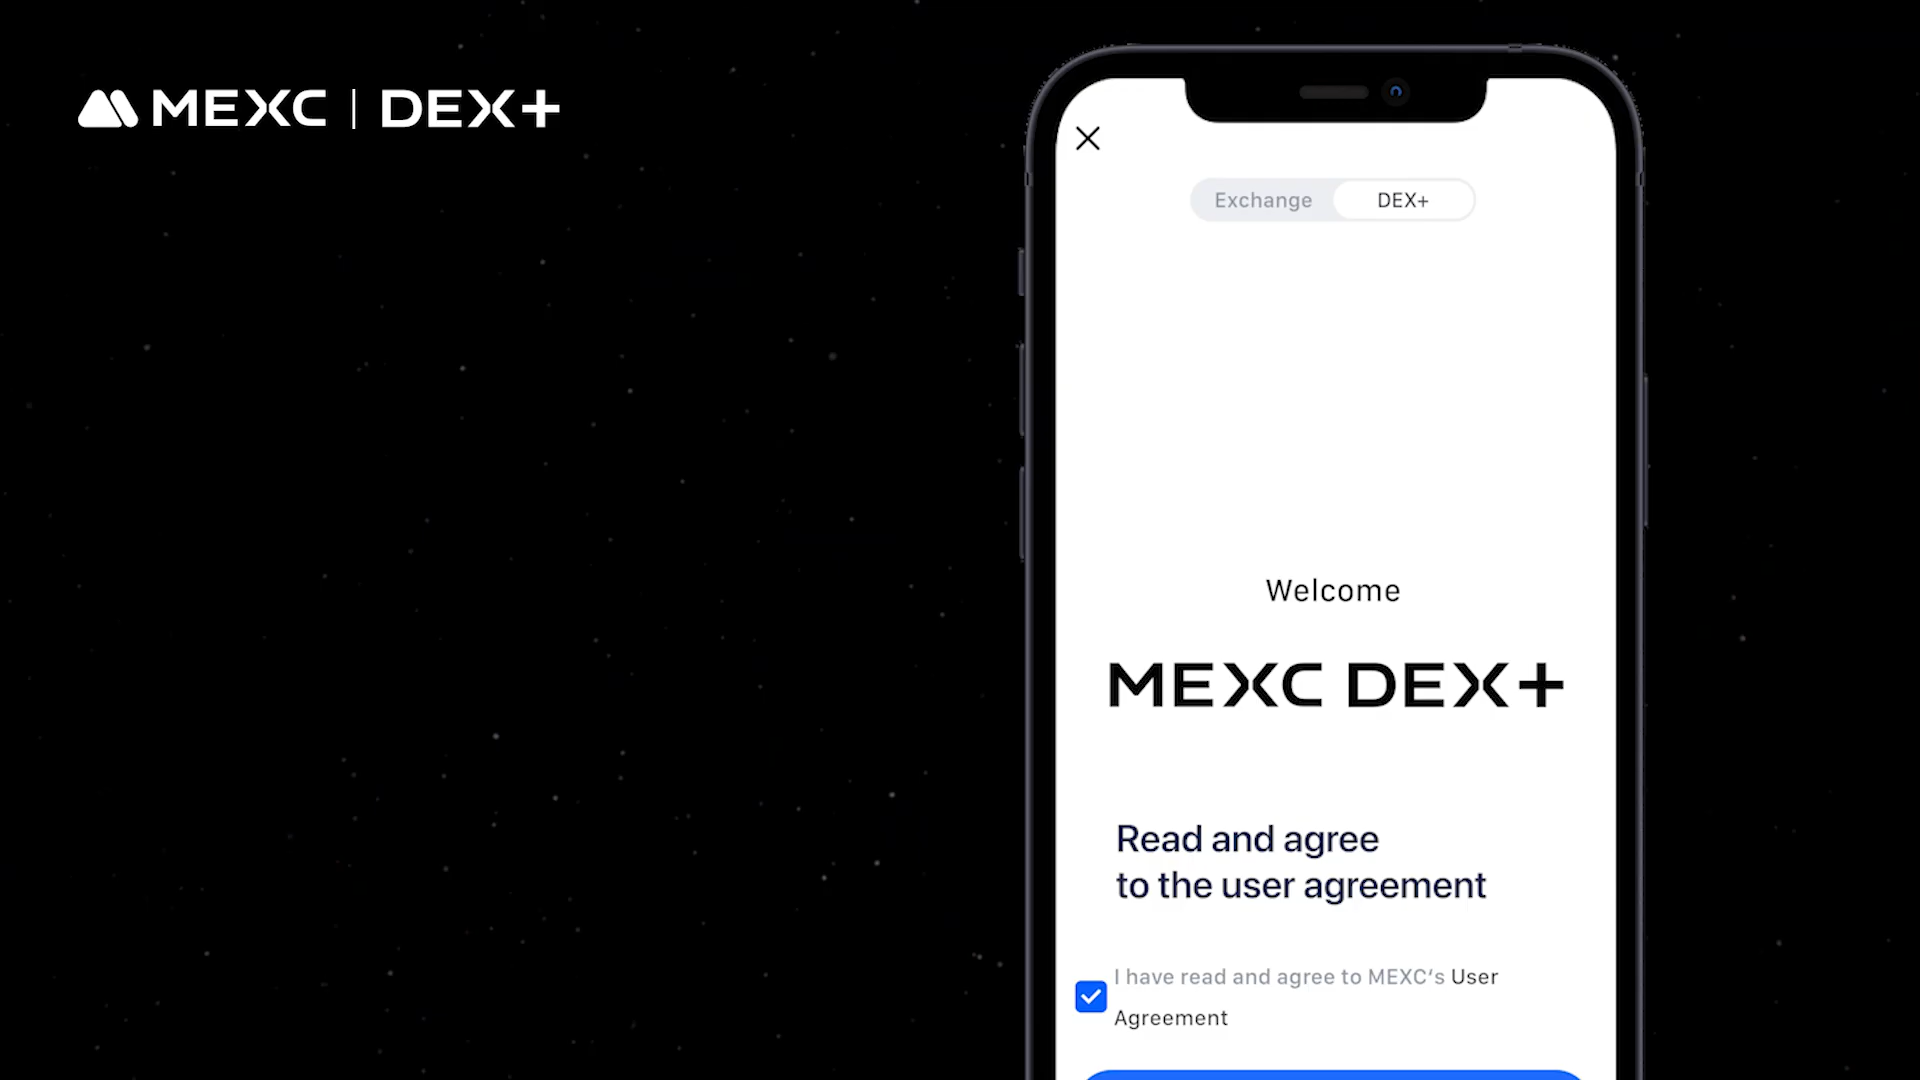 MEXC | DEX+
Exchange DEX+
Welcome
MEXC DEX+
Read and agree
to the user agreement
I have read and agree to MEXC‘s User
Agreement